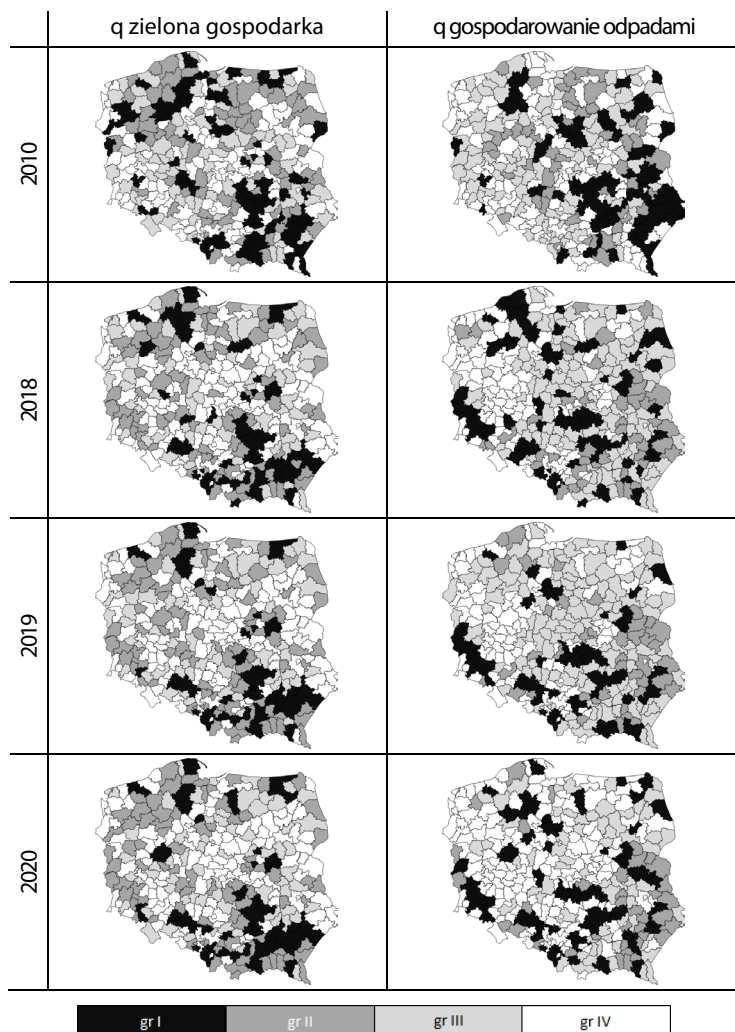 q zielona gospodarka
q gospodarowanie odpadami
2010
2018
2019
2020
gr I
gr II
gr III
gr IV